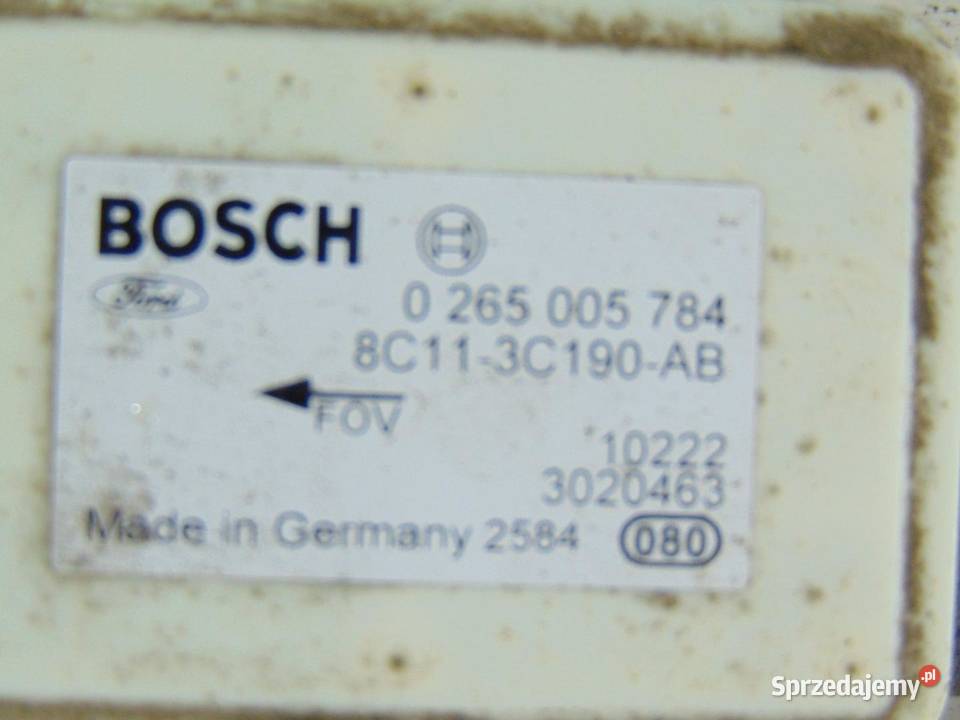 BOSCH
Ford
0 265 005 784
8C11-3C190-AB
FOV
10222
3020463
Made in Germany 2584
080
Sprzedajemy.pl